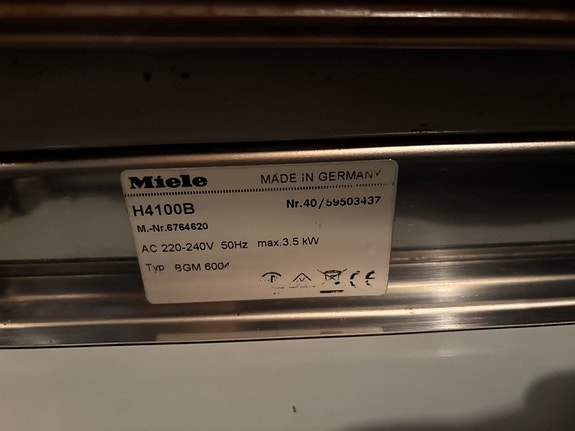 Miele MADE IN GERMANY
H4100B Nr.40/59503437
M.-Nr.6764620
AC 220-240V 50Hz max.3.5 kW
Typ BGM 6004
CE